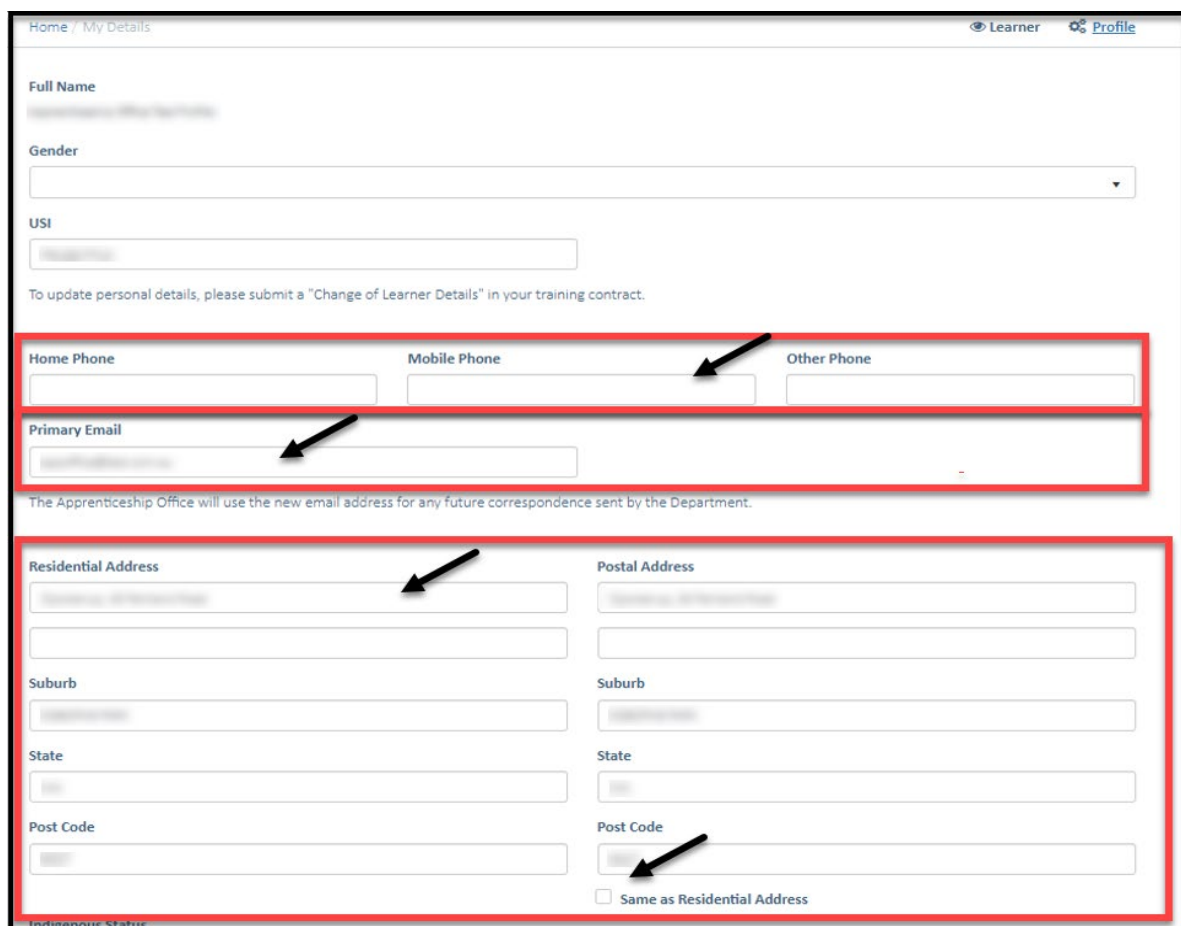 Home / My Details
Learner Profile
Full Name
Gender
USI
To update personal details, please submit a "Change of Learner Details" in your training contract.
Home Phone Mobile Phone Other Phone
Primary Email
The Apprenticeship Office will use the new email address for any future correspondence sent by the Department.
Residential Address Postal Address
Suburb Suburb
State State
Post Code Post Code
Same as Residential Address
Indigenous Status